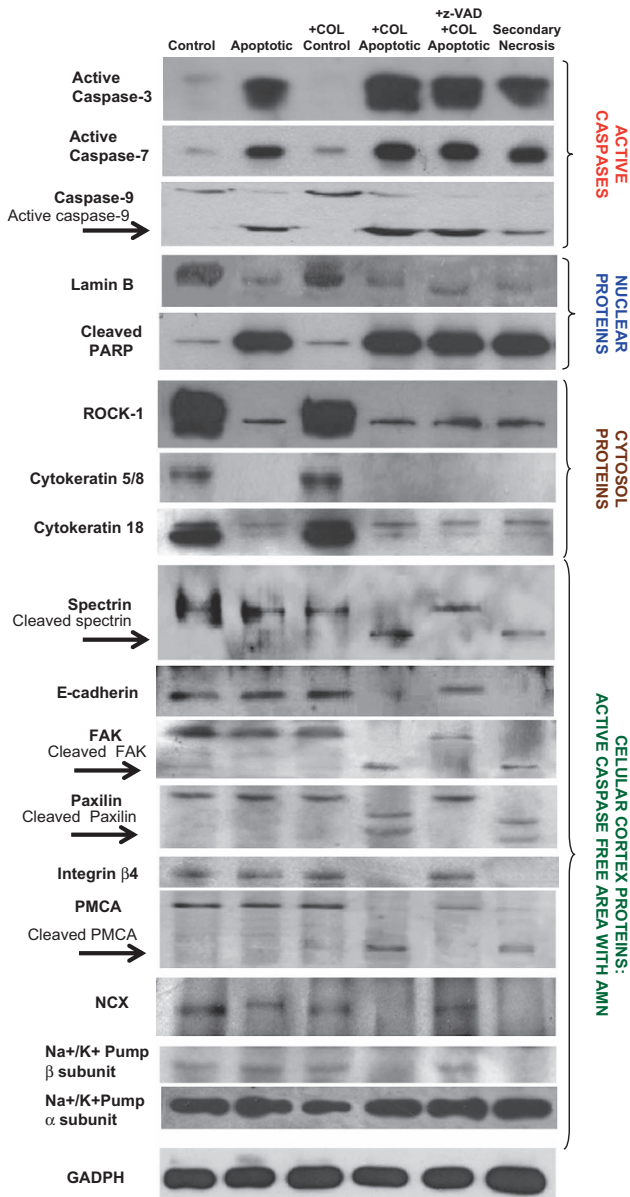 Control
Apoptotic
+COL
Control
+COL
Apoptotic
+z-VAD
+COL
Apoptotic
Secondary
Necrosis
Active
Caspase-3
Active
Caspase-7
Caspase-9
Active caspase-9
ACTIVE
CASPASES
Lamin B
Cleaved
PARP
NUCLEAR
PROTEINS
ROCK-1
Cytokeratin 5/8
Cytokeratin 18
CYTOSOL
PROTEINS
Spectrin
Cleaved spectrin
E-cadherin
FAK
Cleaved FAK
Paxilin
Cleaved Paxilin
Integrin β4
PMCA
Cleaved PMCA
NCX
Na+/K+ Pump
β subunit
Na+/K+Pump
α subunit
CELULAR CORTEX PROTEINS:
ACTIVE CASPASE FREE AREA WITH AMN
GADPH